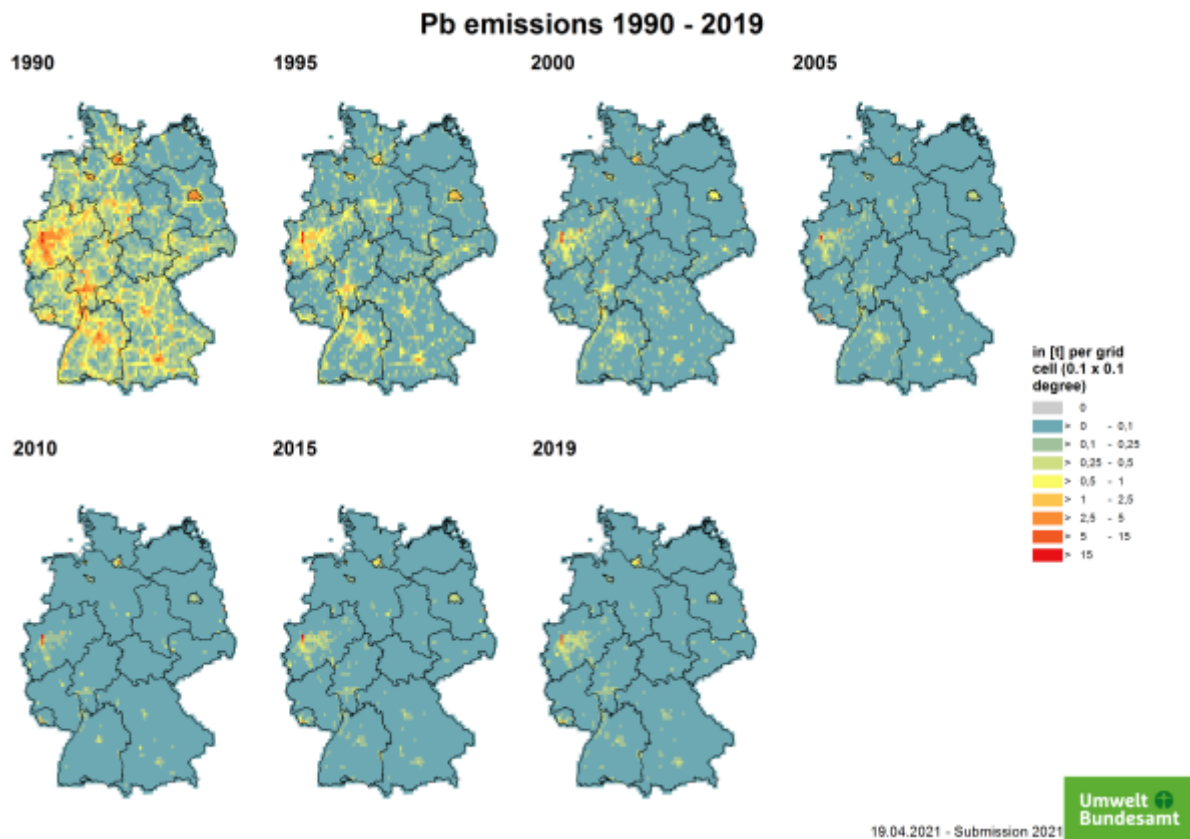 Pb emissions 1990 - 2019
1990
1995
2000
2005
in [t] per grid
cell (0.1 x 0.1
degree)
0
> 0 - 0,1
> 0,1 - 0,25
> 0,25 - 0,5
> 0,5 - 1
> 1 - 2,5
> 2,5 - 5
> 5 - 15
> 15
2010
2015
2019
Umwelt
Bundesamt
19.04.2021 - Submission 2021